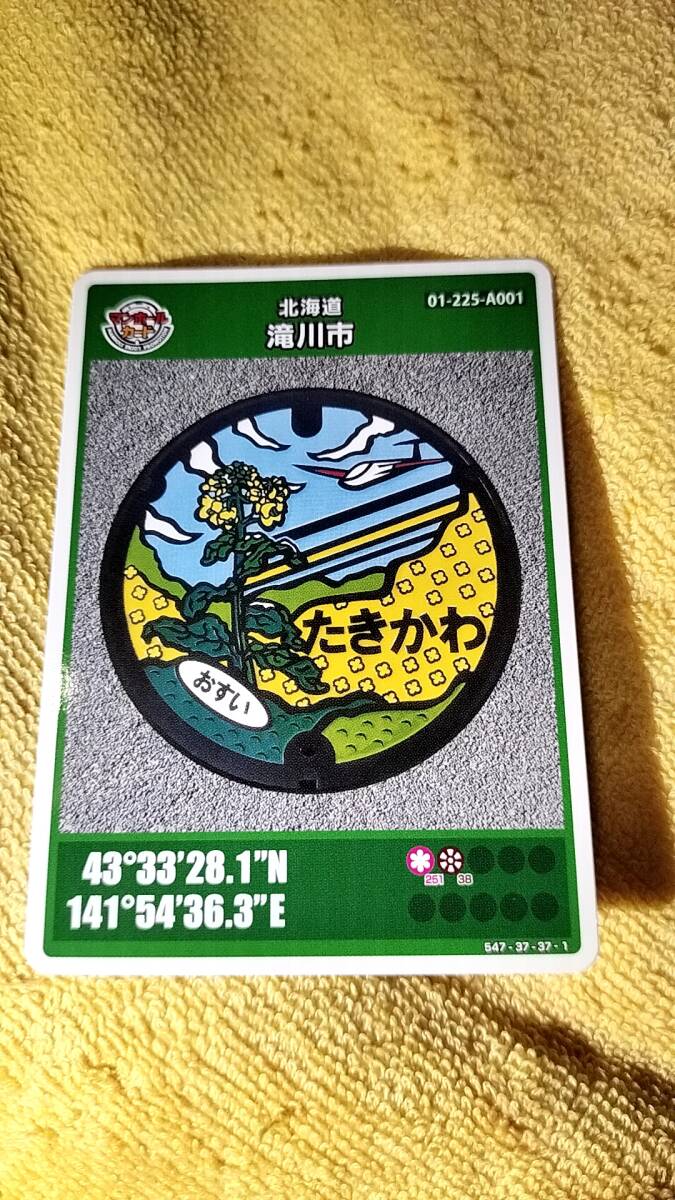 マンホール
カード
北海道
滝川市
01-225-A001
たきかわ
おすい
43°33'28.1"N
141°54'36.3"E
251
38
547-37-37-1